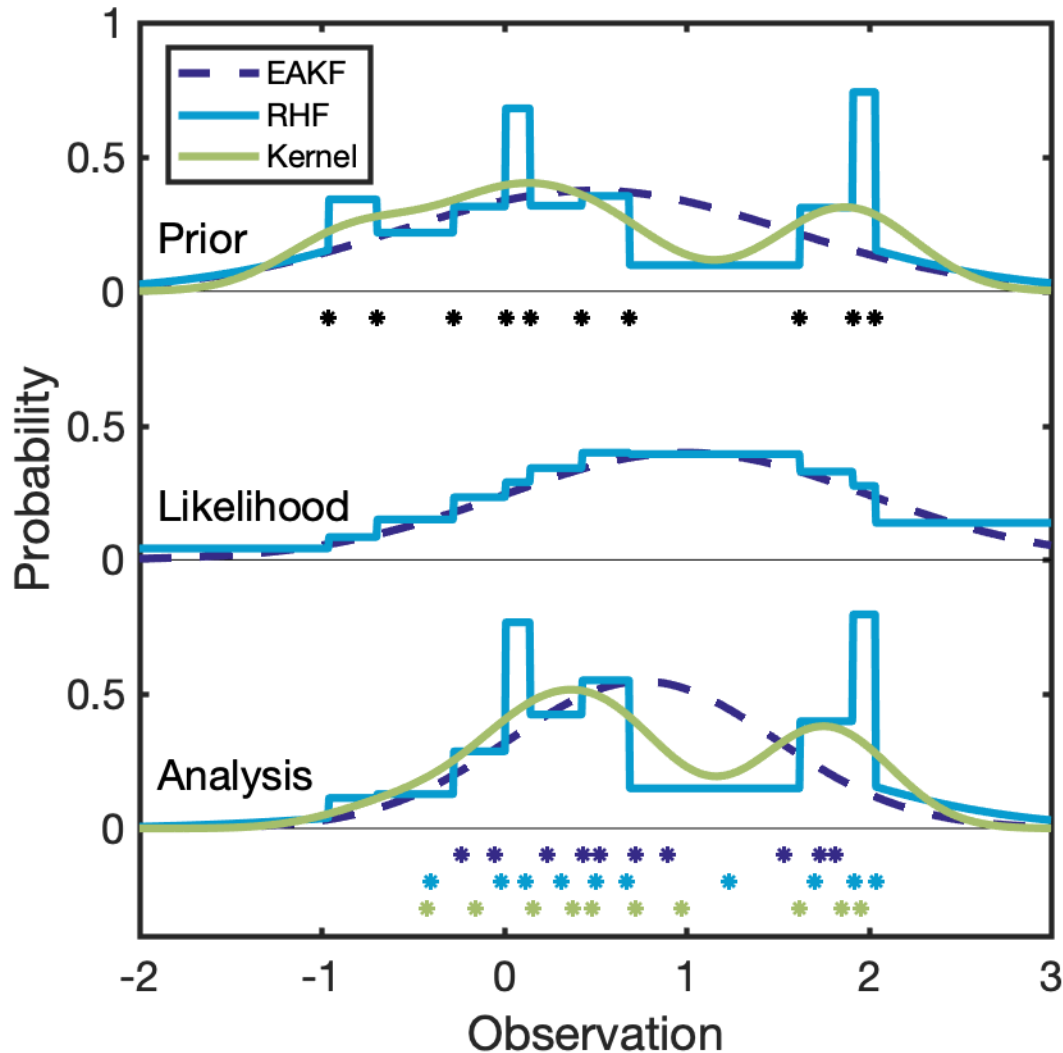 1
EAKF
RHF
Kernel
0.5
Prior
0
0.5
Likelihood
0
0.5
Analysis
0
-2 -1 0 1 2 3
Observation
Probability